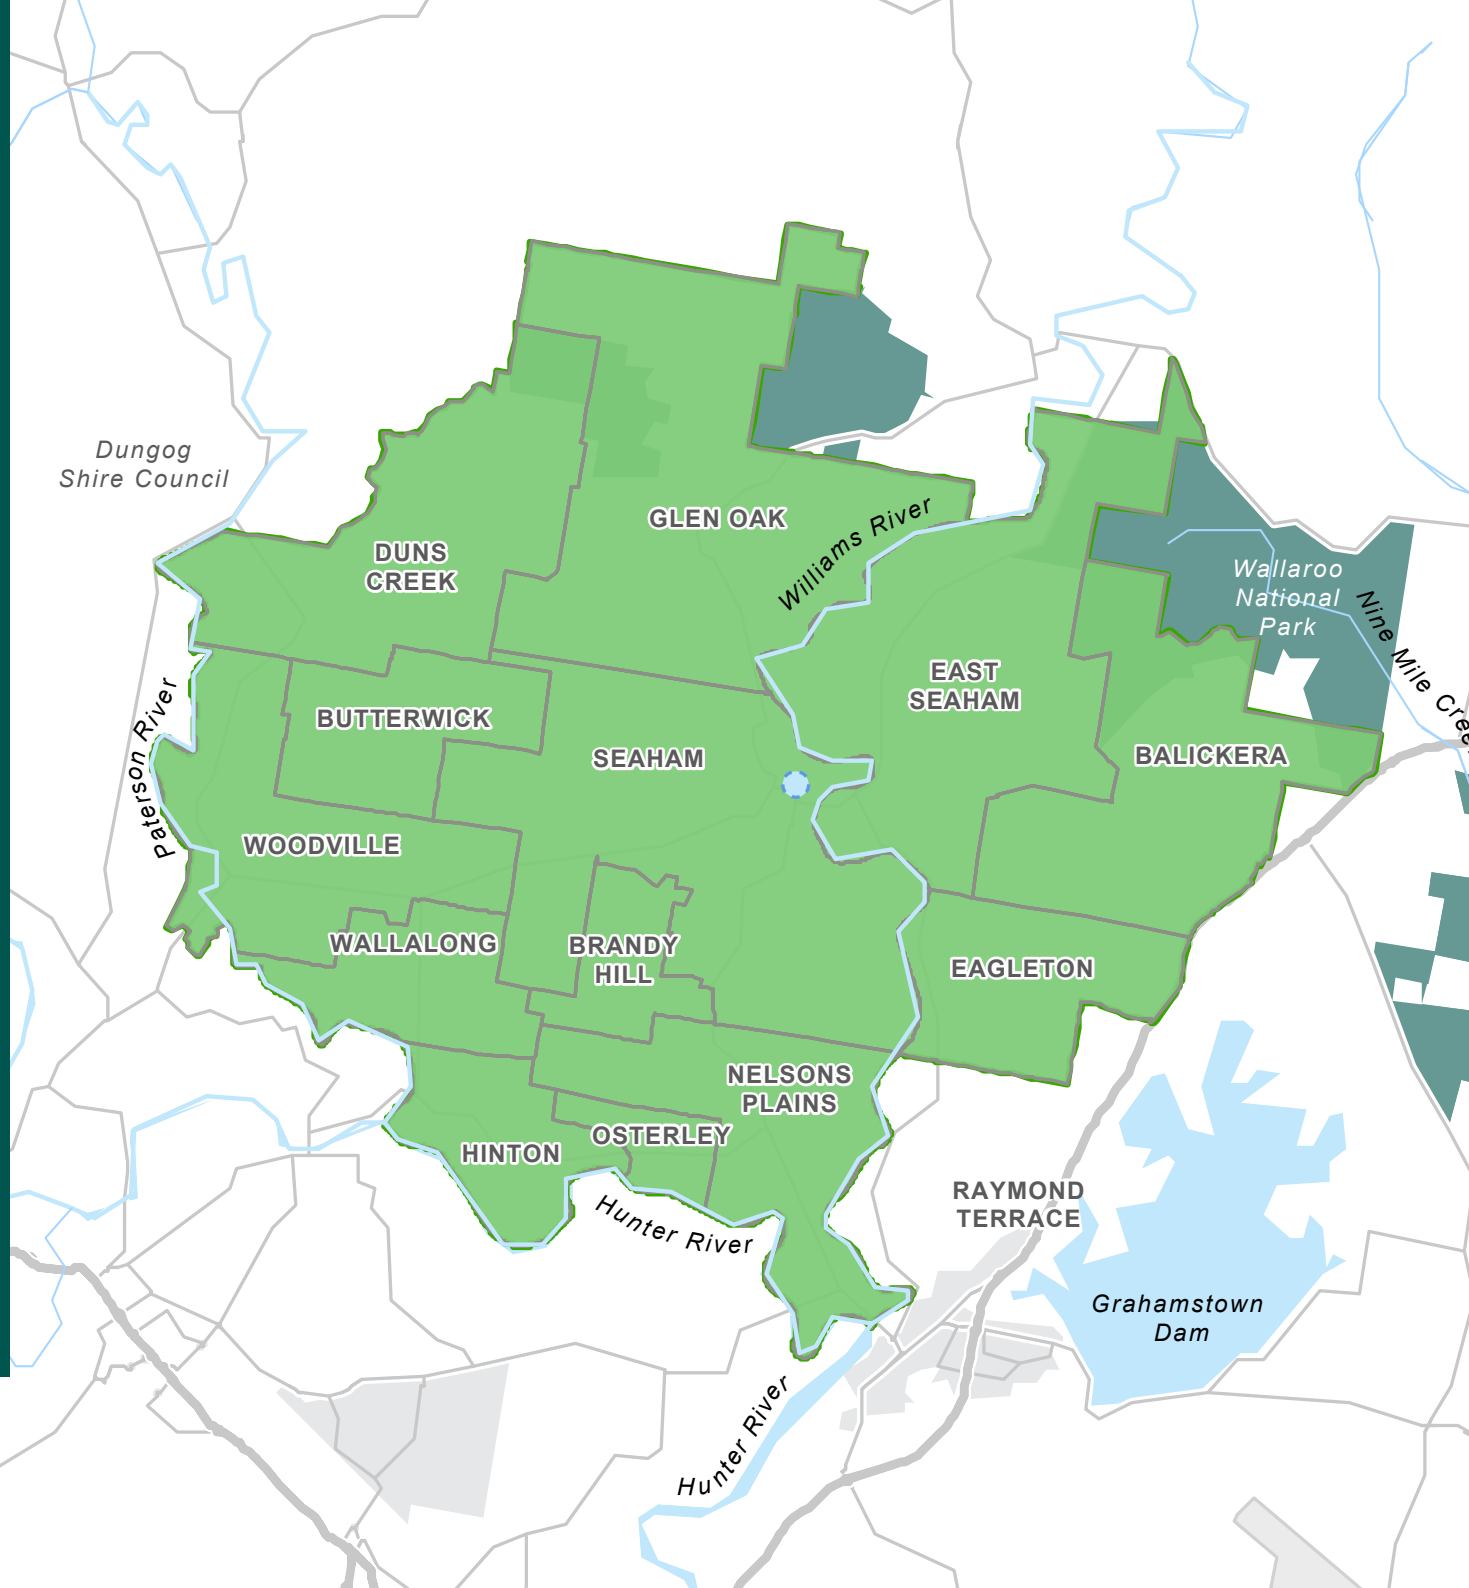 Dungog
Shire Council
GLEN OAK
Williams River
DUNS
CREEK
Wallaroo
National
Park
Nine Mile Cree
EAST
SEAHAM
Paterson River
BUTTERWICK
SEAHAM
BALICKERA
WOODVILLE
WALLALONG
BRANDY
HILL
EAGLETON
NELSONS
PLAINS
OSTERLEY
HINTON
Hunter River
RAYMOND
TERRACE
Grahamstown
Dam
Hunter River